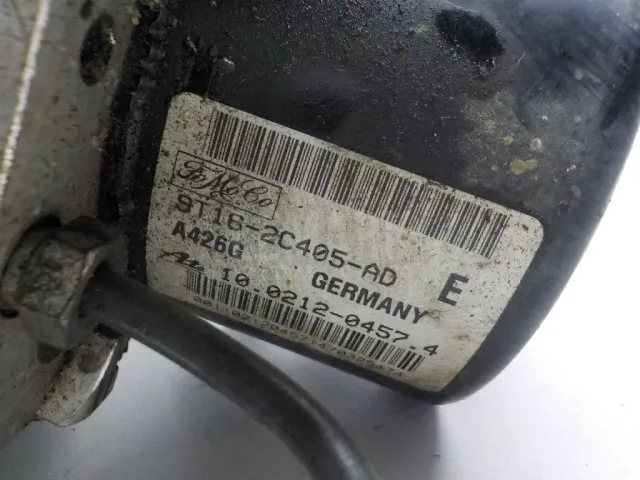 FoMoCo
9T16-2C405-AD
A426G GERMANY E
Ate 10.0212-0457.4